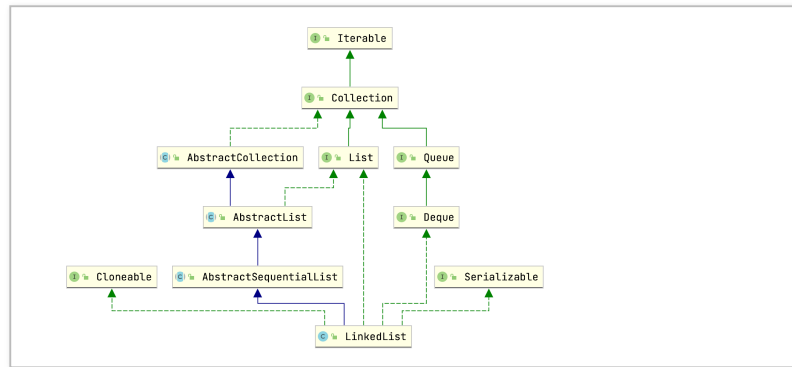 I Iterable
I Collection
C AbstractCollection
I List
I Queue
C AbstractList
I Deque
I Cloneable
C AbstractSequentialList
I Serializable
C LinkedList